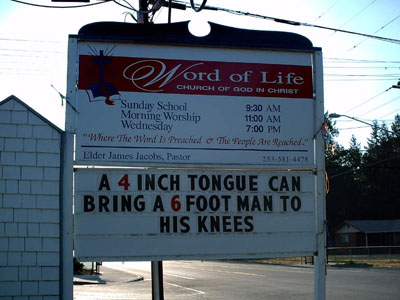 Word of Life
CHURCH OF GOD IN CHRIST
Sunday School 9:30 AM
Morning Worship 11:00 AM
Wednesday 7:00 PM
"Where The Word Is Preached & The People Are Reached."
Elder James Jacobs, Pastor 253-581-4478
A 4 INCH TONGUE CAN
BRING A 6 FOOT MAN TO
HIS KNEES